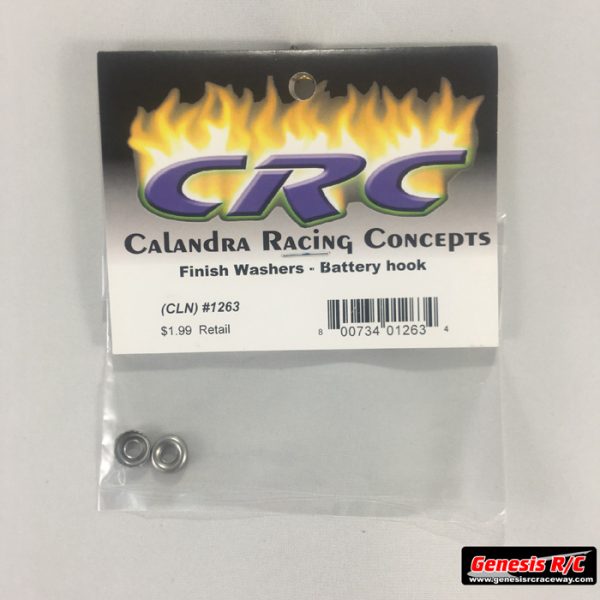 CRC
Calandra Racing Concepts
Finish Washers - Battery hook
(CLN) #1263
$1.99 Retail
8 00734 01263 4
Genesis R/C
www.genesisrcraceway.com